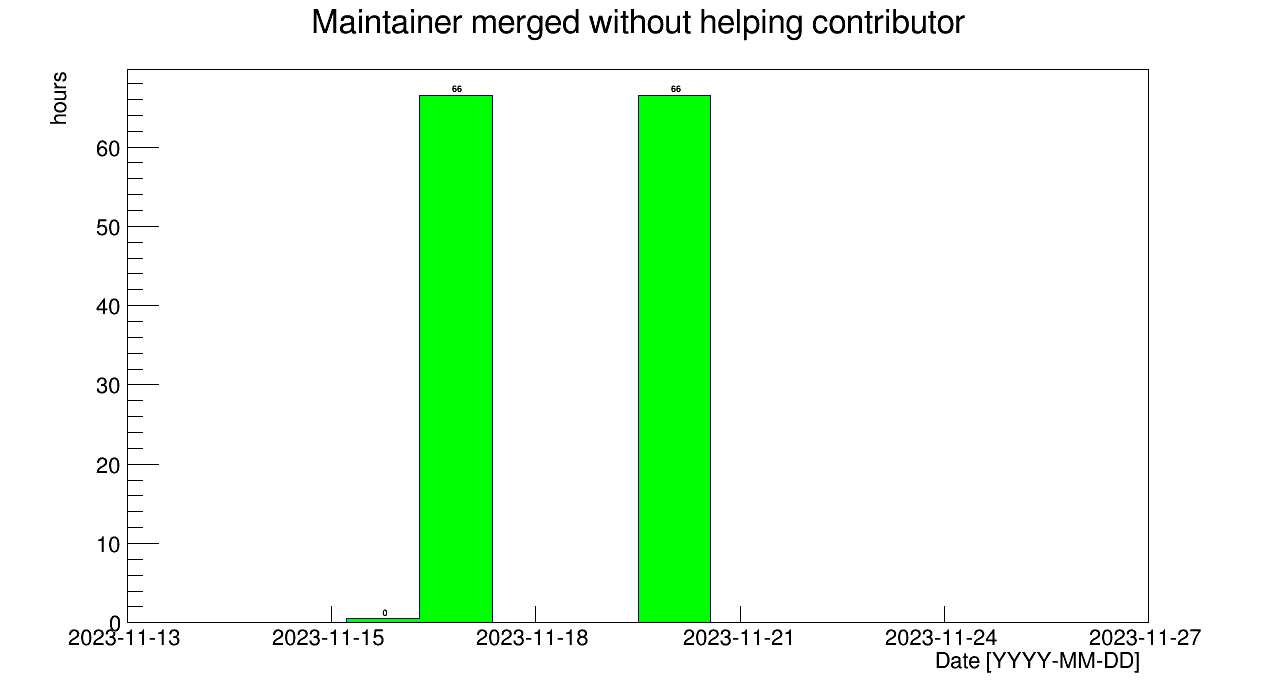 Maintainer merged without helping contributor
hours
66
66
60
50
40
30
20
10
0
0
2023-11-13 2023-11-15 2023-11-18 2023-11-21 2023-11-24 2023-11-27
Date [YYYY-MM-DD]